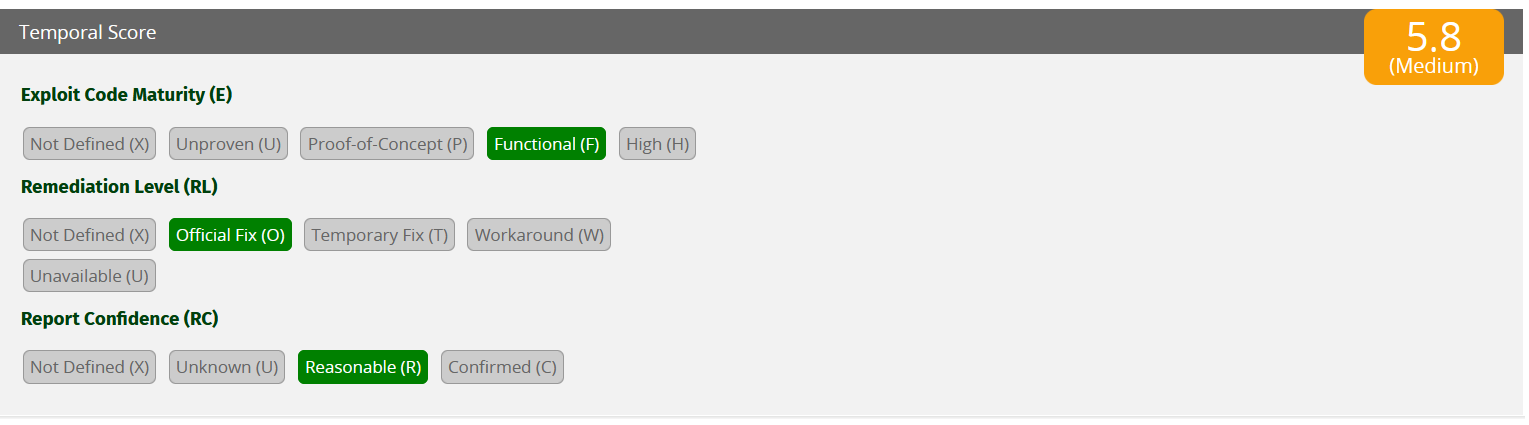 Temporal Score
5.8
(Medium)
Exploit Code Maturity (E)
Not Defined (X) Unproven (U) Proof-of-Concept (P) Functional (F) High (H)
Remediation Level (RL)
Not Defined (X) Official Fix (O) Temporary Fix (T) Workaround (W)
Unavailable (U)
Report Confidence (RC)
Not Defined (X) Unknown (U) Reasonable (R) Confirmed (C)